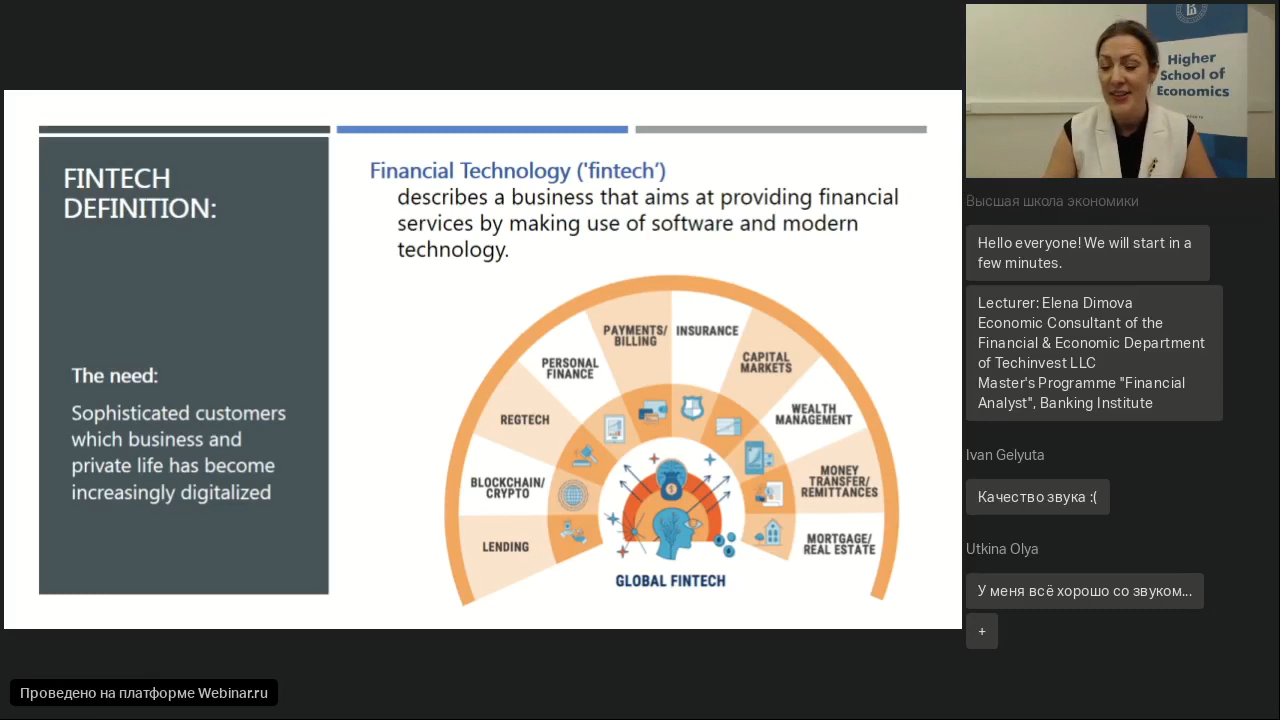 FINTECH
DEFINITION:
The need:
Sophisticated customers
which business and
private life has become
increasingly digitalized
Financial Technology ('fintech')
describes a business that aims at providing financial
services by making use of software and modern
technology.
LENDING
BLOCKCHAIN/
CRYPTO
REGTECH
PERSONAL
FINANCE
PAYMENTS/
BILLING
INSURANCE
CAPITAL
MARKETS
WEALTH
MANAGEMENT
MONEY
TRANSFER/
REMITTANCES
MORTGAGE/
REAL ESTATE
GLOBAL FINTECH
Higher
School of
Economics
Высшая школа экономики
Hello everyone! We will start in a
few minutes.
Lecturer: Elena Dimova
Economic Consultant of the
Financial & Economic Department
of Techinvest LLC
Master's Programme "Financial
Analyst", Banking Institute
Ivan Gelyuta
Качество звука :(
Utkina Olya
У меня всё хорошо со звуком...
+
Проведено на платформе Webinar.ru